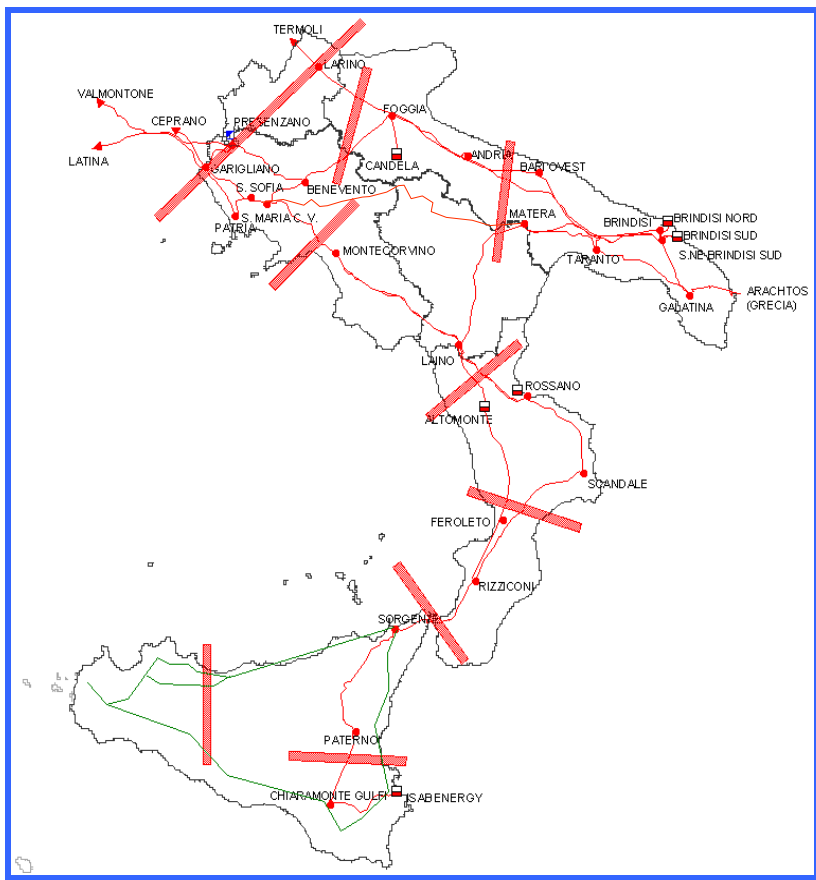 TERMOLI
LARINO
VALMONTONE
CEPRANO
PRESENZANO
FOGGIA
LATINA
GARIGLIANO
CANDELA
ANDRIA
BARI OVEST
S. SOFIA
BENEVENTO
S. MARIA C. V.
PATRIA
MATERA
BRINDISI
BRINDISI NORD
BRINDISI SUD
MONTECORVINO
TARANTO
S.NE BRINDISI SUD
GALATINA
ARACHTOS
(GRECIA)
LAINO
ROSSANO
ALTOMONTE
SCANDALE
FEROLETO
RIZZICONI
SORGENTE
PATERNO'
CHIARAMONTE GULFI
ISABENERGY